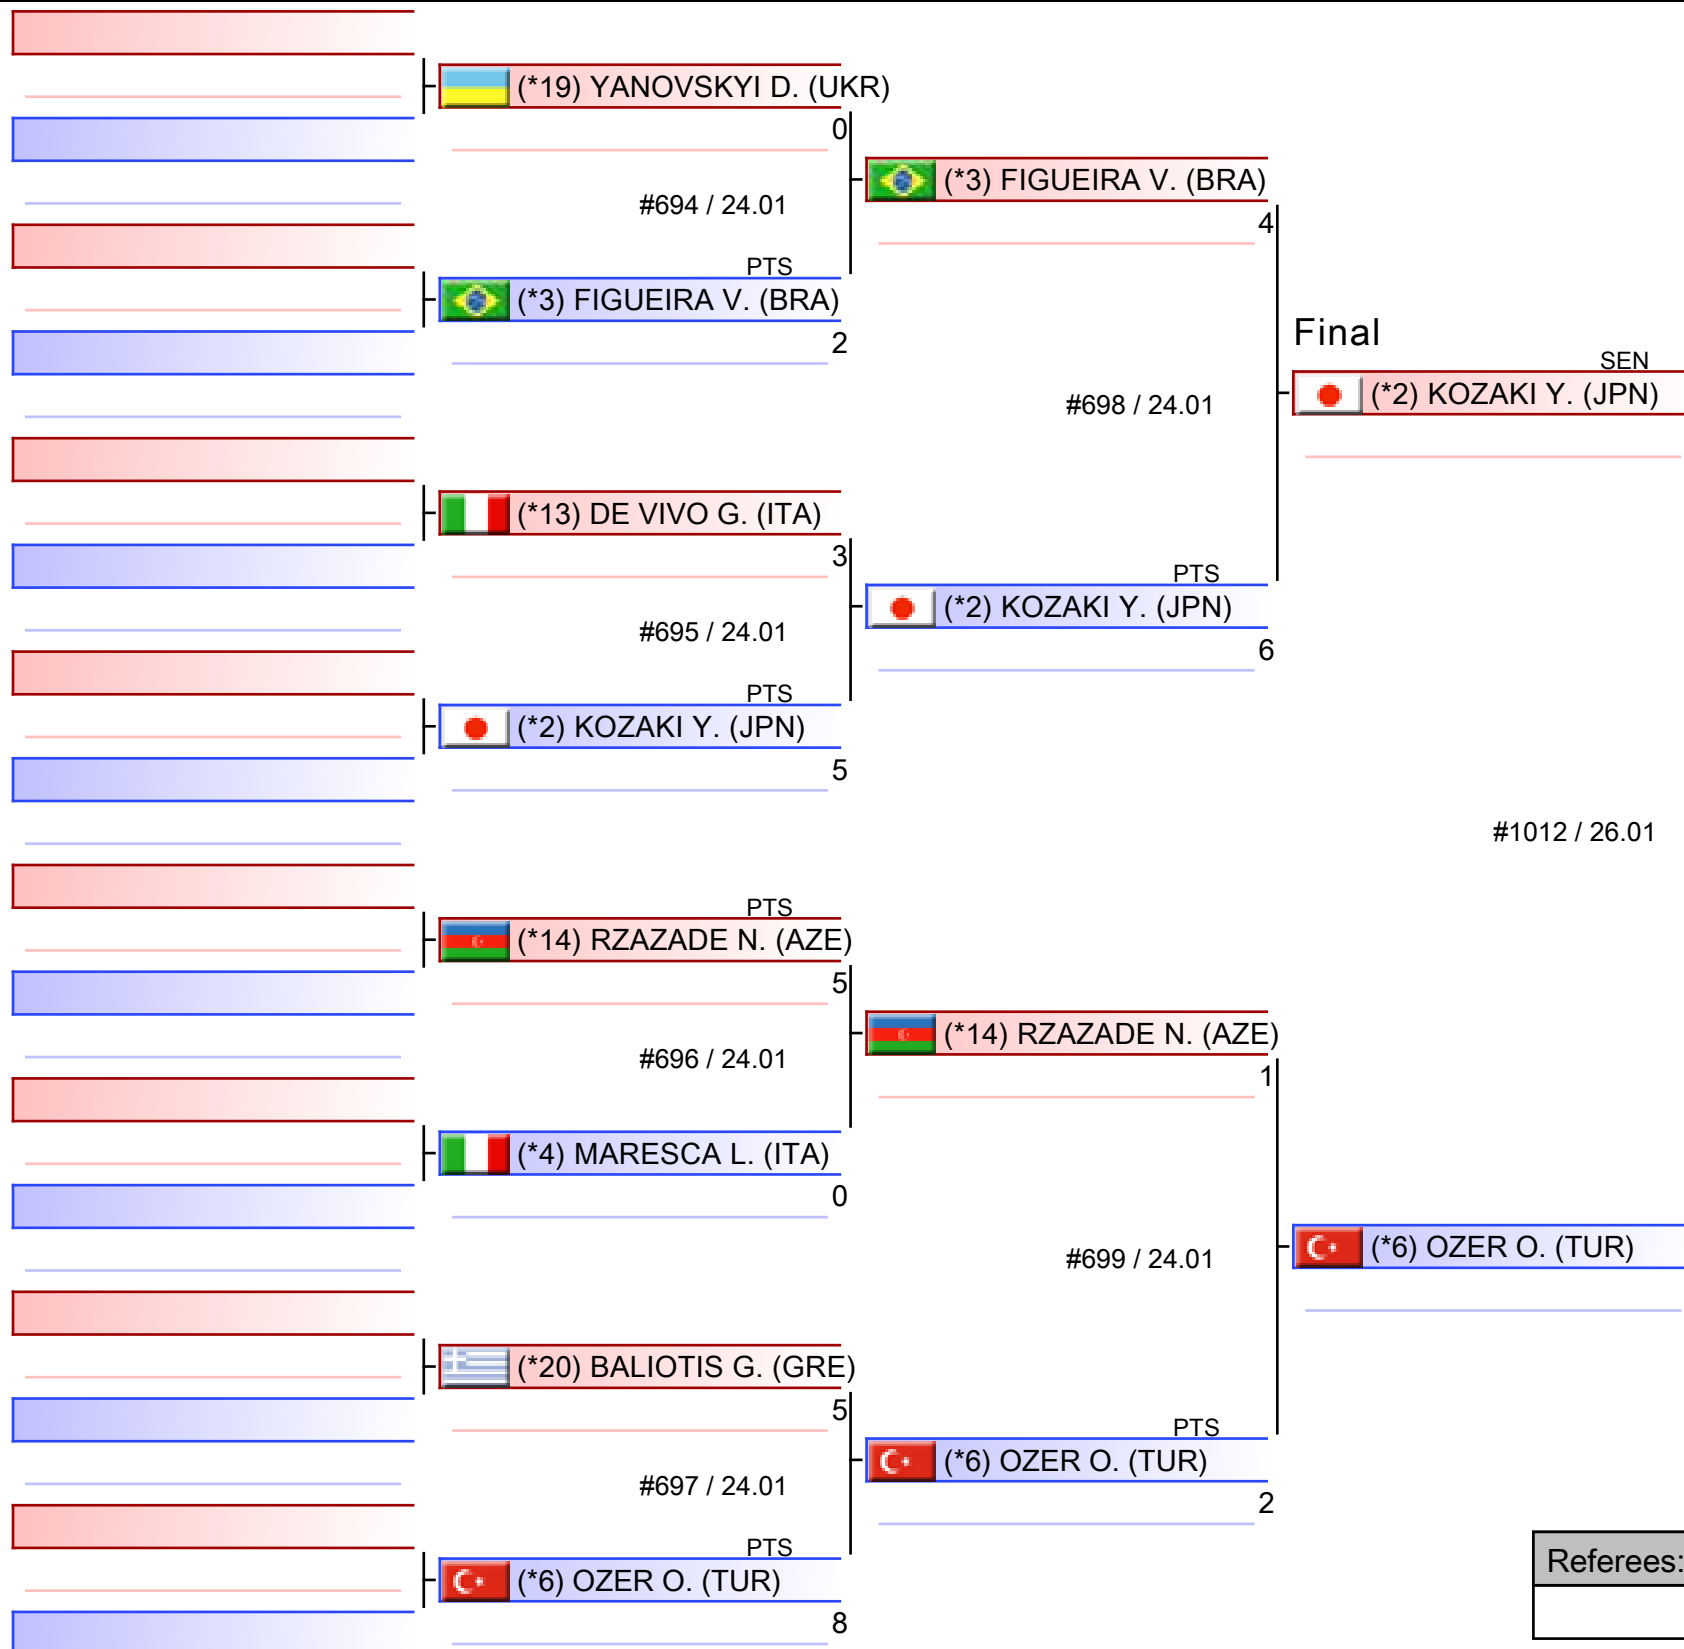 (*19) YANOVSKYI D. (UKR)
0
#694 / 24.01
PTS
(*3) FIGUEIRA V. (BRA)
2
(*3) FIGUEIRA V. (BRA)
4
#698 / 24.01
(*13) DE VIVO G. (ITA)
3
#695 / 24.01
PTS
(*2) KOZAKI Y. (JPN)
5
PTS
(*2) KOZAKI Y. (JPN)
6
Final
SEN
(*2) KOZAKI Y. (JPN)
#1012 / 26.01
PTS
(*14) RZAZADE N. (AZE)
5
#696 / 24.01
(*4) MARESCA L. (ITA)
0
(*14) RZAZADE N. (AZE)
1
#699 / 24.01
(*20) BALIOTIS G. (GRE)
5
#697 / 24.01
PTS
(*6) OZER O. (TUR)
8
PTS
(*6) OZER O. (TUR)
2
(*6) OZER O. (TUR)
Referees: